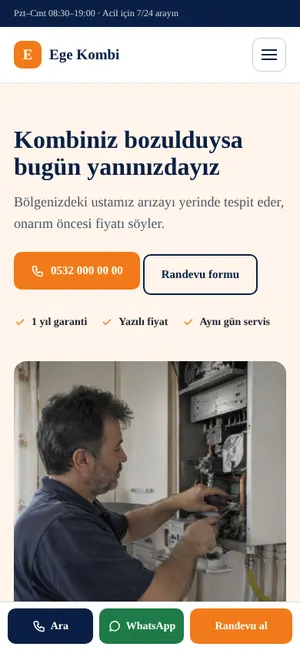 Pzt–Cmt 08:30–19:00 · Acil için 7/24 arayın
E Ege Kombi
Kombiniz bozulduysa
bugün yanınızdayız
Bölgenizdeki ustamız arızayı yerinde tespit eder,
onarım öncesi fiyatı söyler.
0532 000 00 00
Randevu formu
1 yıl garanti
Yazılı fiyat
Aynı gün servis
Ara
WhatsApp
Randevu al